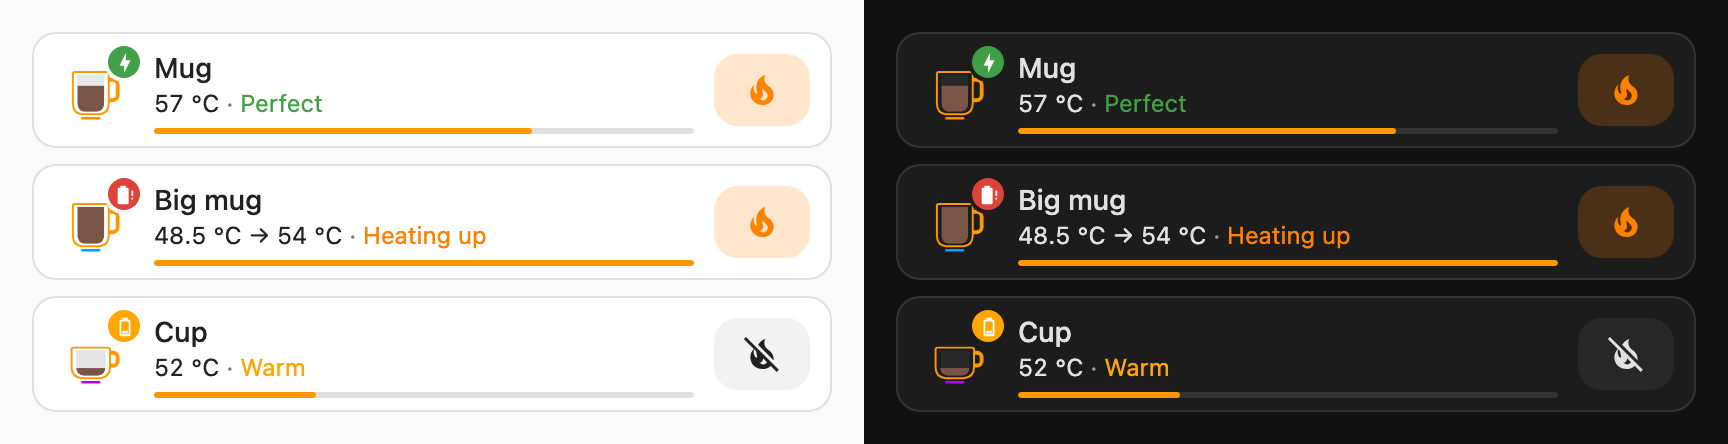 Mug
57 °C · Perfect
Big mug
48.5 °C → 54 °C · Heating up
Cup
52 °C · Warm
Mug
57 °C · Perfect
Big mug
48.5 °C → 54 °C · Heating up
Cup
52 °C · Warm